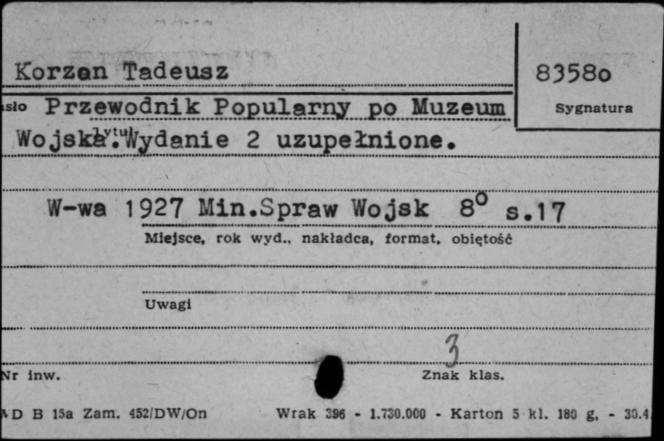 Korzen Tadeusz
83580
Sygnatura
sło Przewodnik Popularny po Muzeum
Wojska. Wydanie 2 uzupełnione.
W-wa 1927 Min.Spraw Wojsk 8° s.17
Miejsce, rok wyd., nakładca, format, objętość
Uwagi
3
Nr inw.
Znak klas.
D B 15a Zam. 452/DW/On
Wrak 396 - 1.730.000 - Karton 5 kl. 180 g. - 30.4